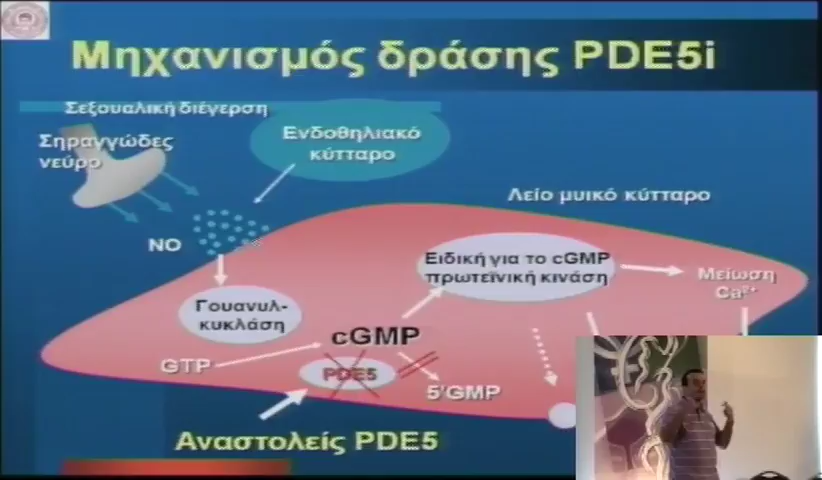 Μηχανισμός δράσης PDE5i
Σεξουαλική διέγερση
Σηραγγώδες
νεύρο
Ενδοθηλιακό
κύτταρο
Λείο μυικό κύτταρο
NO
Ειδική για το cGMP
πρωτεϊνική κινάση
Μείωση
Ca²⁺
Γουανυλ-
κυκλάση
cGMP
GTP
PDE5
5'GMP
Αναστολείς PDE5